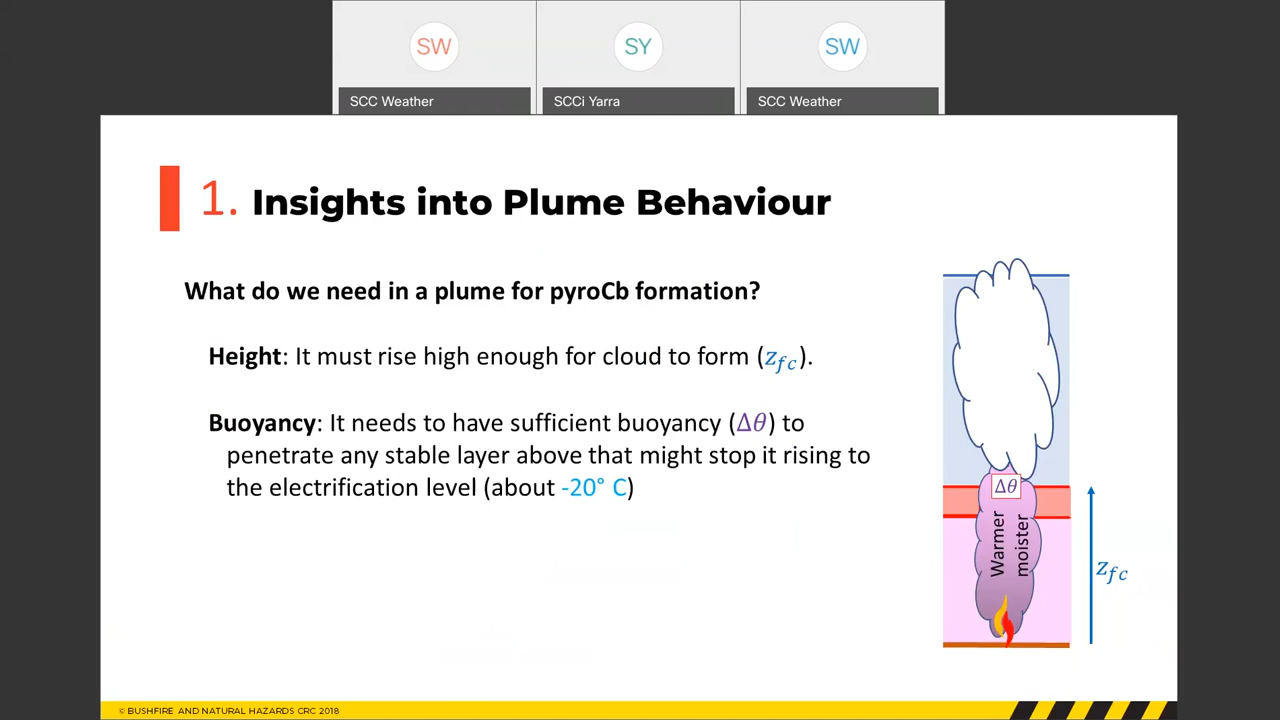 SW
SY
SW
SCC Weather
SCCi Yarra
SCC Weather
1. Insights into Plume Behaviour
What do we need in a plume for pyroCb formation?
Height: It must rise high enough for cloud to form (z_fc).
Buoyancy: It needs to have sufficient buoyancy (Δθ) to
penetrate any stable layer above that might stop it rising to
the electrification level (about -20° C)
Δθ
Warmer
moister
z_fc
© BUSHFIRE AND NATURAL HAZARDS CRC 2018